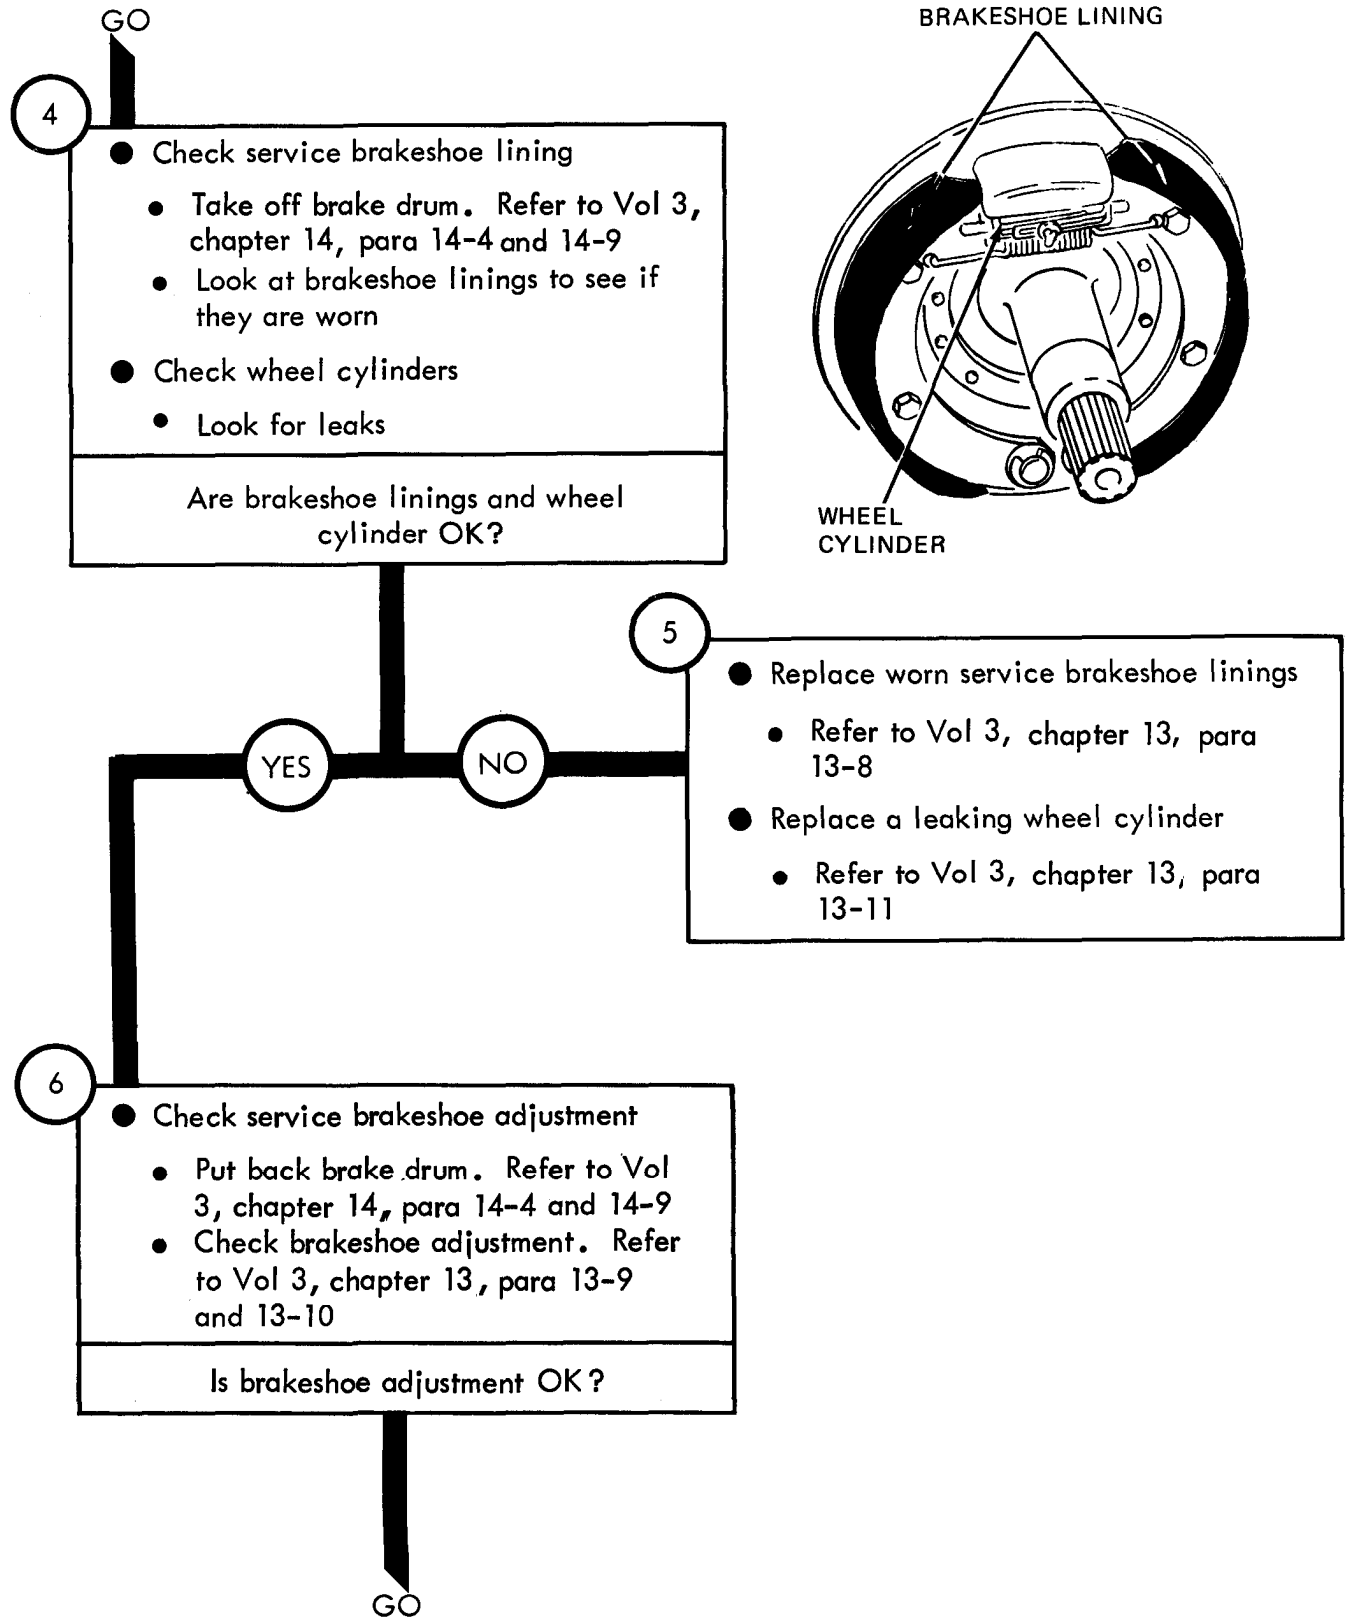 GO
BRAKESHOE LINING
4
● Check service brakeshoe lining
● Take off brake drum. Refer to Vol 3,
chapter 14, para 14-4 and 14-9
● Look at brakeshoe linings to see if
they are worn
● Check wheel cylinders
● Look for leaks
Are brakeshoe linings and wheel
cylinder OK?
WHEEL
CYLINDER
5
● Replace worn service brakeshoe linings
● Refer to Vol 3, chapter 13, para
13-8
● Replace a leaking wheel cylinder
● Refer to Vol 3, chapter 13, para
13-11
YES
NO
6
● Check service brakeshoe adjustment
● Put back brake drum. Refer to Vol
3, chapter 14, para 14-4 and 14-9
● Check brakeshoe adjustment. Refer
to Vol 3, chapter 13, para 13-9
and 13-10
Is brakeshoe adjustment OK?
GO